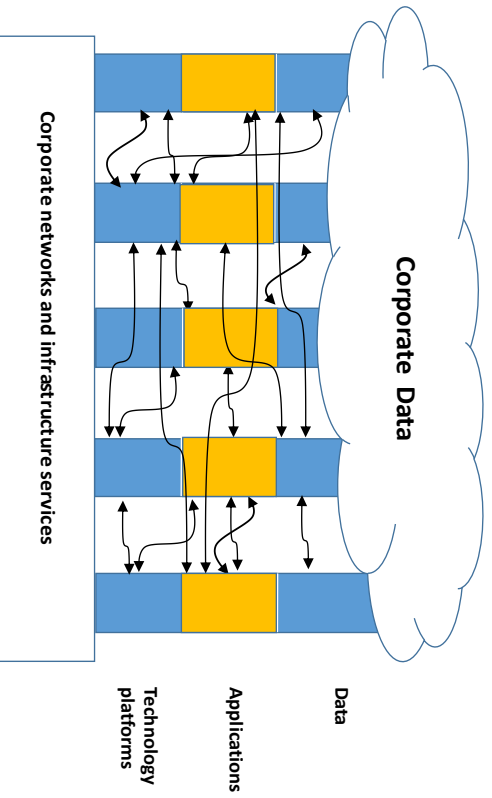 Corporate Data
Data
Applications
Technology
platforms
Corporate networks and infrastructure services